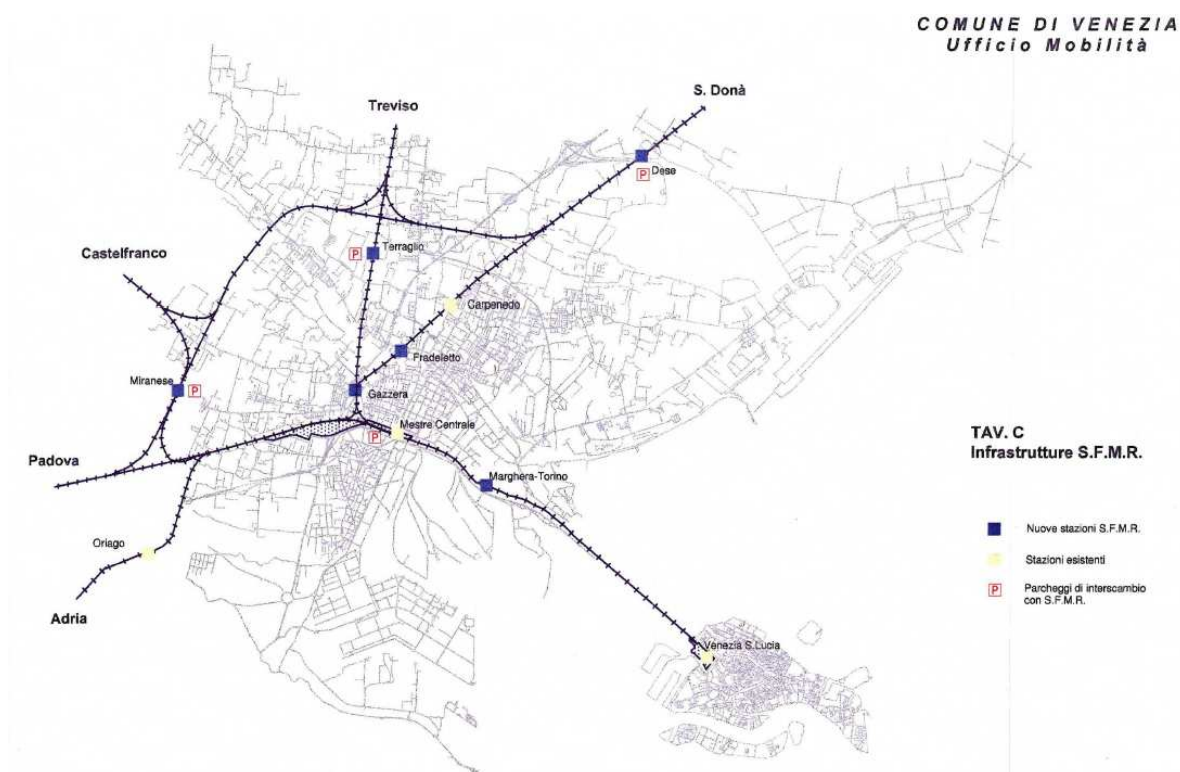 COMUNE DI VENEZIA
Ufficio Mobilità
S. Donà
Treviso
P
Dese
Castelfranco
P
Terraglio
Carpenedo
Fradeletto
Miranese
P
Gazzera
Mestre Centrale
P
TAV. C
Infrastrutture S.F.M.R.
Padova
Marghera-Torino
Nuove stazioni S.F.M.R.
Oriago
Stazioni esistenti
P
Parcheggi di interscambio
con S.F.M.R.
Adria
Venezia S.Lucia